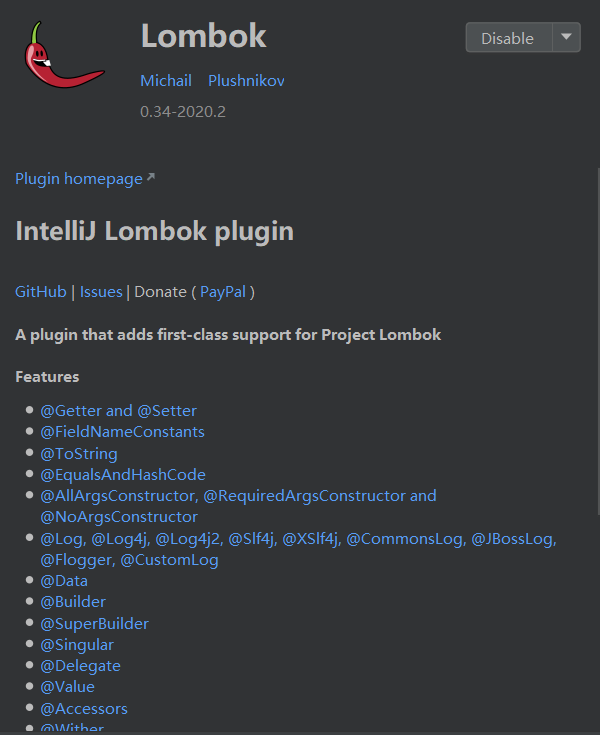 Lombok
Disable
Michail Plushnikov
0.34-2020.2
Plugin homepage
IntelliJ Lombok plugin
GitHub | Issues | Donate ( PayPal )
A plugin that adds first-class support for Project Lombok
Features
@Getter and @Setter
@FieldNameConstants
@ToString
@EqualsAndHashCode
@AllArgsConstructor, @RequiredArgsConstructor and
@NoArgsConstructor
@Log, @Log4j, @Log4j2, @Slf4j, @XSlf4j, @CommonsLog, @JBossLog,
@Flogger, @CustomLog
@Data
@Builder
@SuperBuilder
@Singular
@Delegate
@Value
@Accessors
@Wither